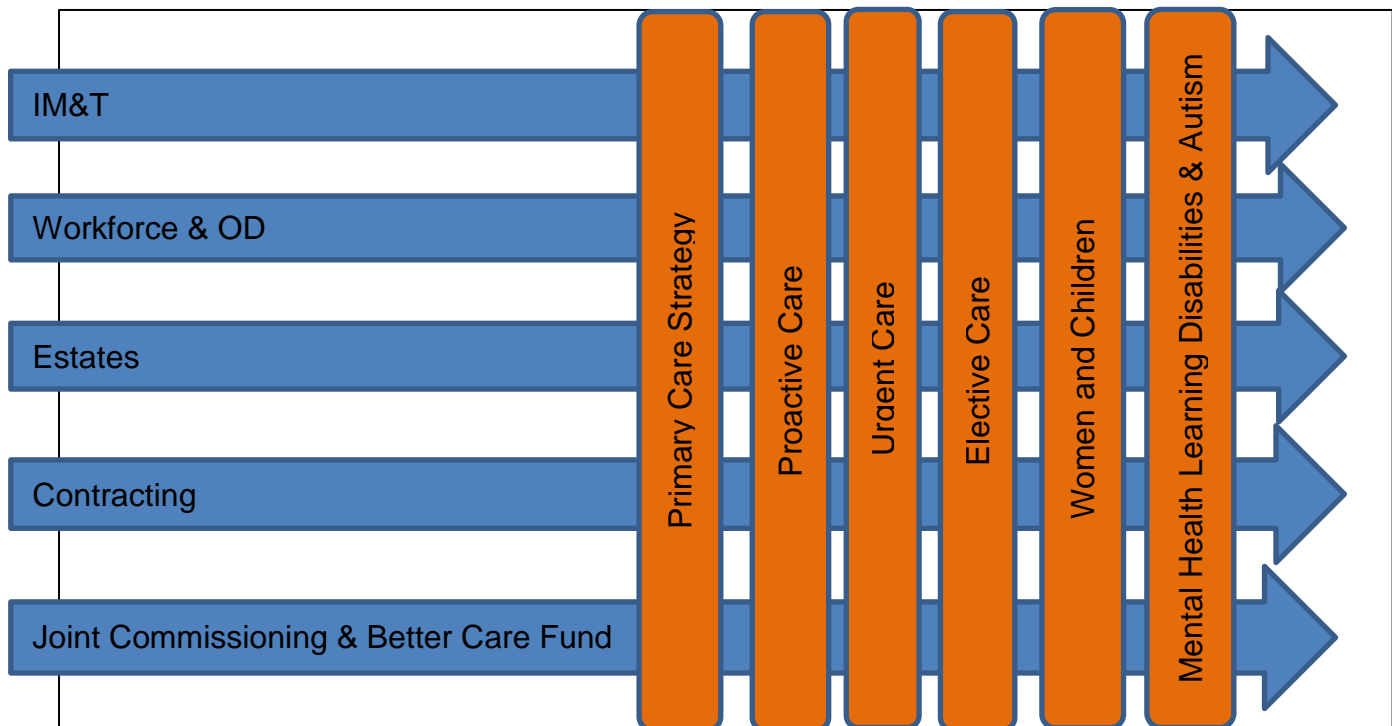 IM&T
Workforce & OD
Estates
Contracting
Joint Commissioning & Better Care Fund
Primary Care Strategy
Proactive Care
Urgent Care
Elective Care
Women and Children
Mental Health Learning Disabilities & Autism